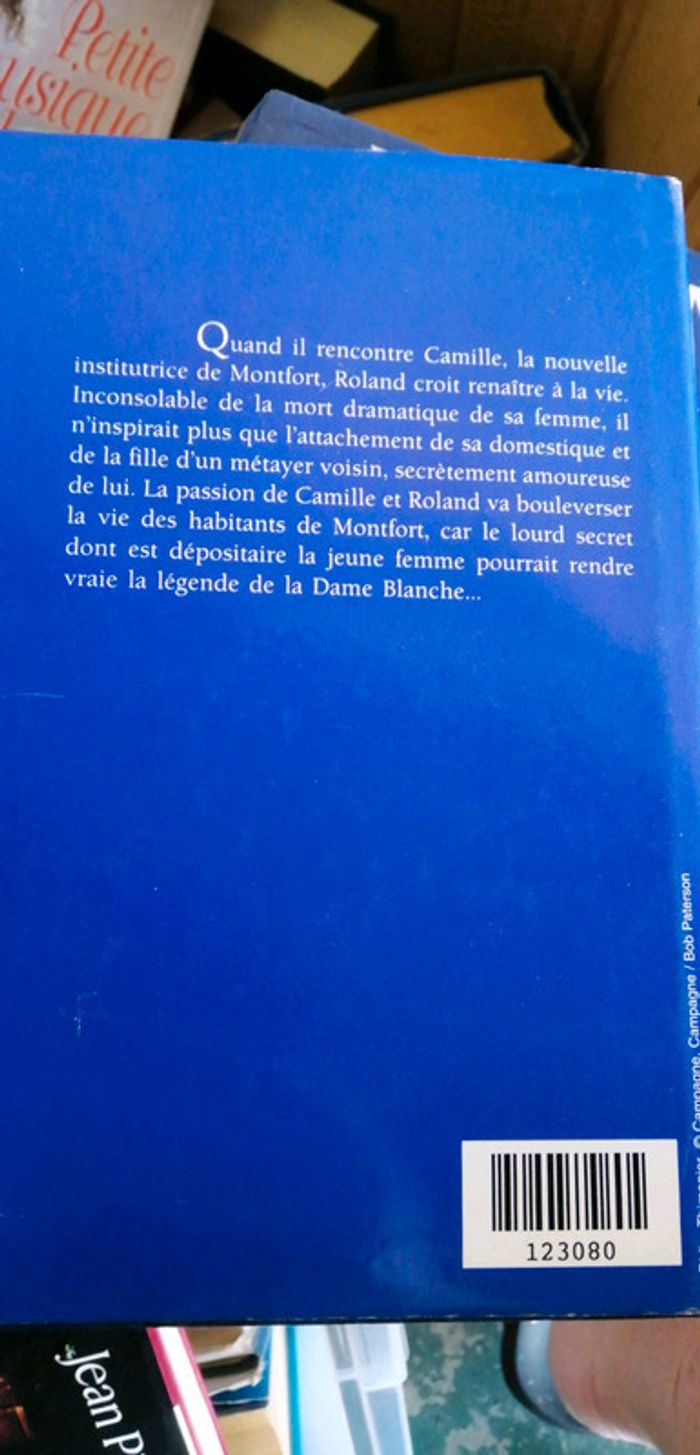 Petite
usique
Quand il rencontre Camille, la nouvelle
institutrice de Montfort, Roland croit renaître à la vie.
Inconsolable de la mort dramatique de sa femme, il
n'inspirait plus que l'attachement de sa domestique et
de la fille d'un métayer voisin, secrètement amoureuse
de lui. La passion de Camille et Roland va bouleverser
la vie des habitants de Montfort, car le lourd secret
dont est dépositaire la jeune femme pourrait rendre
vraie la légende de la Dame Blanche...
© Campagne, Campagne / Bob Paterson
123080
Jean P